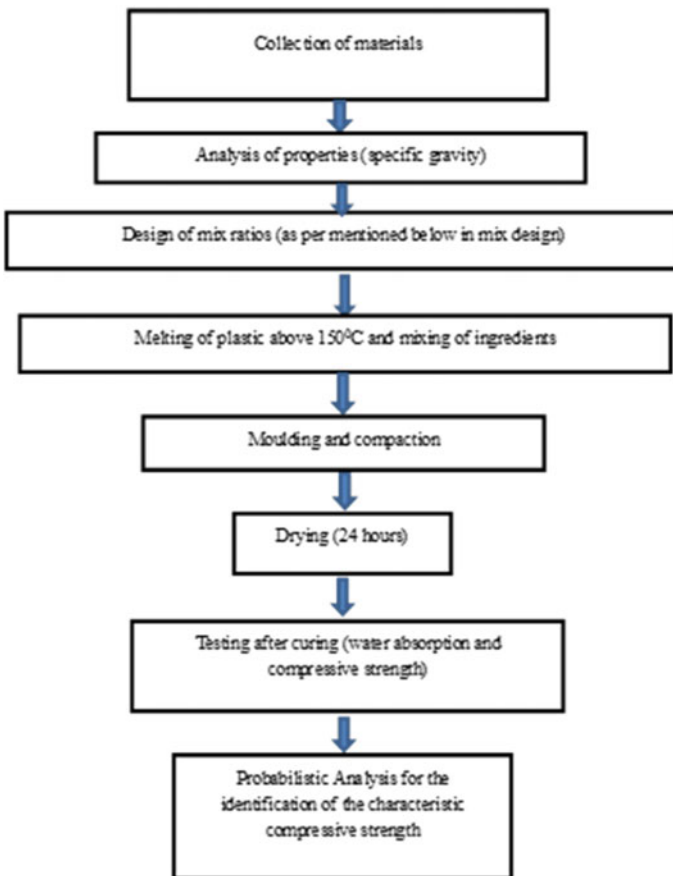 Collection of materials
Analysis of properties (specific gravity)
Design of mix ratios (as per mentioned below in mix design)
Melting of plastic above 150⁰C and mixing of ingredients
Moulding and compaction
Drying (24 hours)
Testing after curing (water absorption and
compressive strength)
Probabilistic Analysis for the
identification of the characteristic
compressive strength